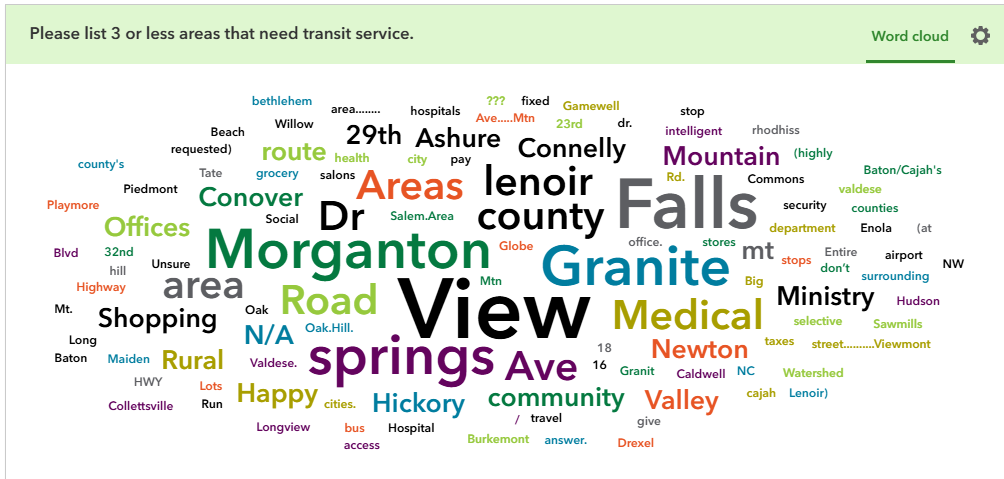 Please list 3 or less areas that need transit service.
Word cloud
bethlehem area........ hospitals ??? fixed Gamewell stop
Beach Willow 29th Ashure Ave.....Mtn 23rd dr. intelligent rhodhiss
requested) route health city pay Connelly Mountain (highly
county's Tate grocery salons Areas lenoir Rd. Commons Baton/Cajah's
Piedmont Conover Dr county Falls valdese
Playmore Offices Social Salem.Area security counties
department Enola (at
Blvd 32nd Morganton Globe office. stores mt stops Entire airport NW
hill Unsure Mtn Granite Big don't surrounding
Highway area Road View Ministry Hudson
Mt. Shopping Oak Medical selective Sawmills
Long N/A Oak.Hill. taxes street..........Viewmont
Baton Maiden Rural Valdese. springs Ave 18 Newton
HWY 16 Granit Caldwell NC Watershed
Collettsville Lots Run Happy cities. Hickory community Valley cajah Lenoir)
Longview bus Hospital / travel give
access Burkemont answer. Drexel